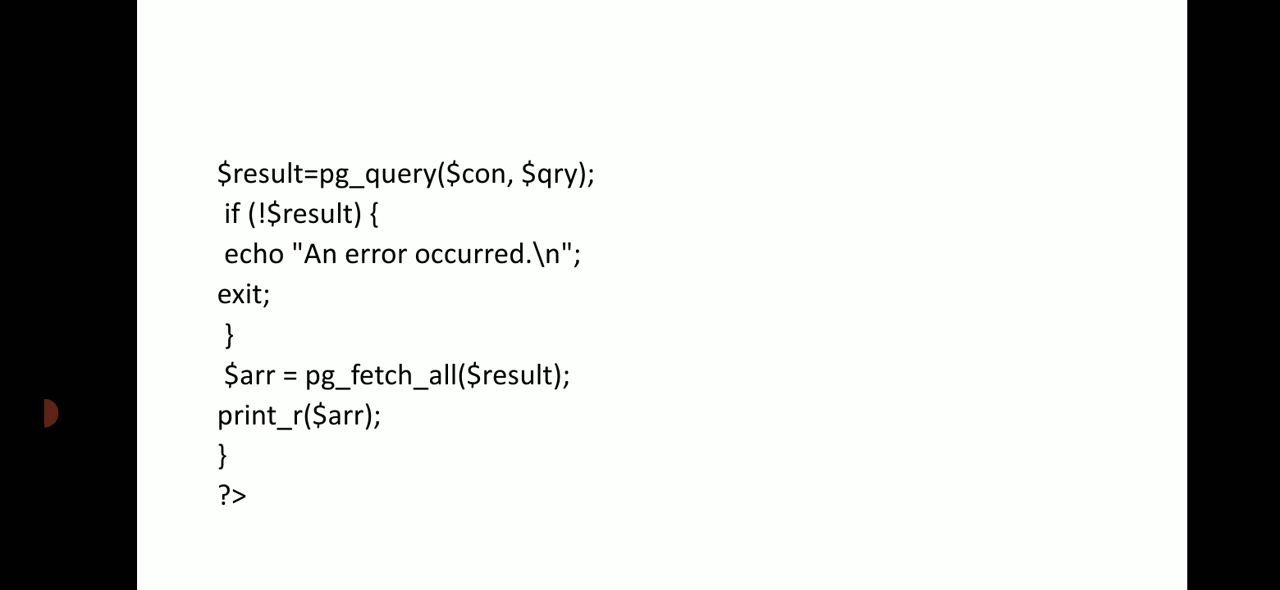 $result=pg_query($con, $qry);
if (!$result) {
echo "An error occurred.\n";
exit;
}
$arr = pg_fetch_all($result);
print_r($arr);
}
?>